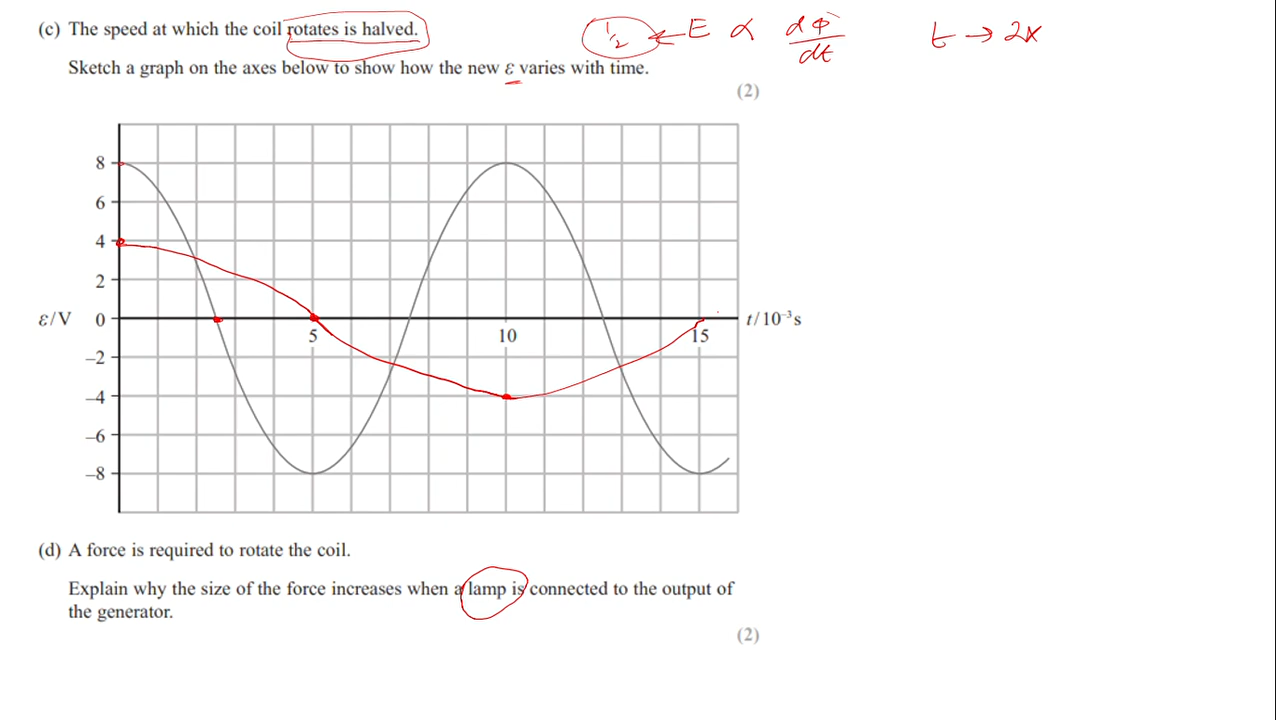 (c) The speed at which the coil rotates is halved.
1/2 ← E ∝ dΦ/dt t → 2x
Sketch a graph on the axes below to show how the new ε varies with time.
(2)
8
6
4
2
ε/V 0 5 10 15 t/10⁻³s
–2
–4
–6
–8
(d) A force is required to rotate the coil.
Explain why the size of the force increases when a lamp is connected to the output of
the generator.
(2)